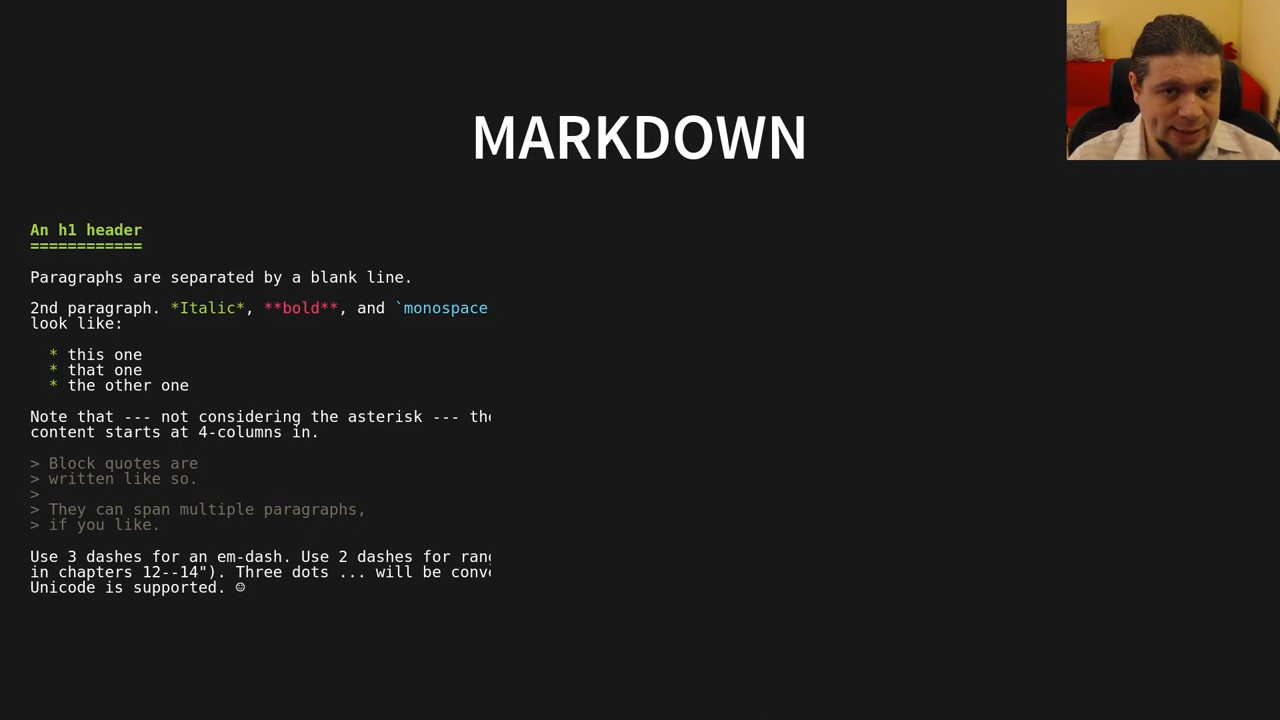 MARKDOWN
An h1 header
============
Paragraphs are separated by a blank line.
2nd paragraph. *Italic*, **bold**, and `monospace
look like:
* this one
* that one
* the other one
Note that --- not considering the asterisk --- the
content starts at 4-columns in.
> Block quotes are
> written like so.
>
> They can span multiple paragraphs,
> if you like.
Use 3 dashes for an em-dash. Use 2 dashes for ran
in chapters 12--14"). Three dots ... will be conv
Unicode is supported. ☺